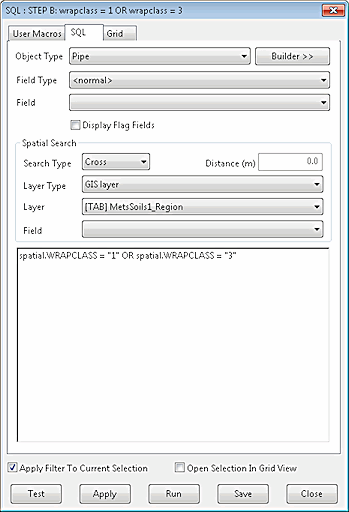 SQL : STEP B: wrapclass = 1 OR wrapclass = 3
User Macros SQL Grid
Object Type Pipe Builder >>
Field Type <normal>
Field
Display Flag Fields
Spatial Search
Search Type Cross Distance (m) 0.0
Layer Type GIS layer
Layer [TAB] MetsSoils1_Region
Field
spatial.WRAPCLASS = "1" OR spatial.WRAPCLASS = "3"
Apply Filter To Current Selection Open Selection In Grid View
Test Apply Run Save Close